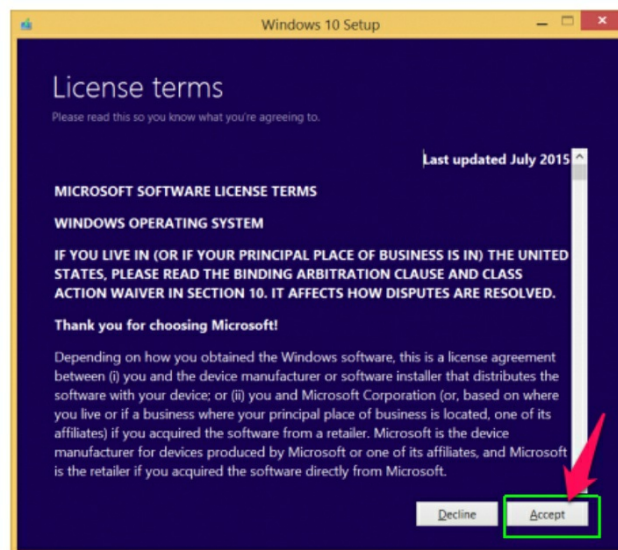 Windows 10 Setup
License terms
Please read this so you know what you're agreeing to.
Last updated July 2015
MICROSOFT SOFTWARE LICENSE TERMS
WINDOWS OPERATING SYSTEM
IF YOU LIVE IN (OR IF YOUR PRINCIPAL PLACE OF BUSINESS IS IN) THE UNITED
STATES, PLEASE READ THE BINDING ARBITRATION CLAUSE AND CLASS
ACTION WAIVER IN SECTION 10. IT AFFECTS HOW DISPUTES ARE RESOLVED.
Thank you for choosing Microsoft!
Depending on how you obtained the Windows software, this is a license agreement
between (i) you and the device manufacturer or software installer that distributes the
software with your device; or (ii) you and Microsoft Corporation (or, based on where
you live or if a business where your principal place of business is located, one of its
affiliates) if you acquired the software from a retailer. Microsoft is the device
manufacturer for devices produced by Microsoft or one of its affiliates, and Microsoft
is the retailer if you acquired the software directly from Microsoft.
Decline
Accept